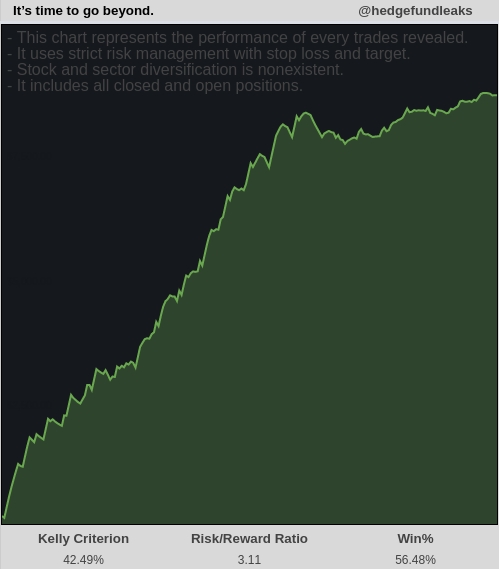 It's time to go beyond.
@hedgefundleaks
- This chart represents the performance of every trades revealed.
- It uses strict risk management with stop loss and target.
- Stock and sector diversification is nonexistent.
- It includes all closed and open positions.
Kelly Criterion Risk/Reward Ratio Win%
42.49% 3.11 56.48%